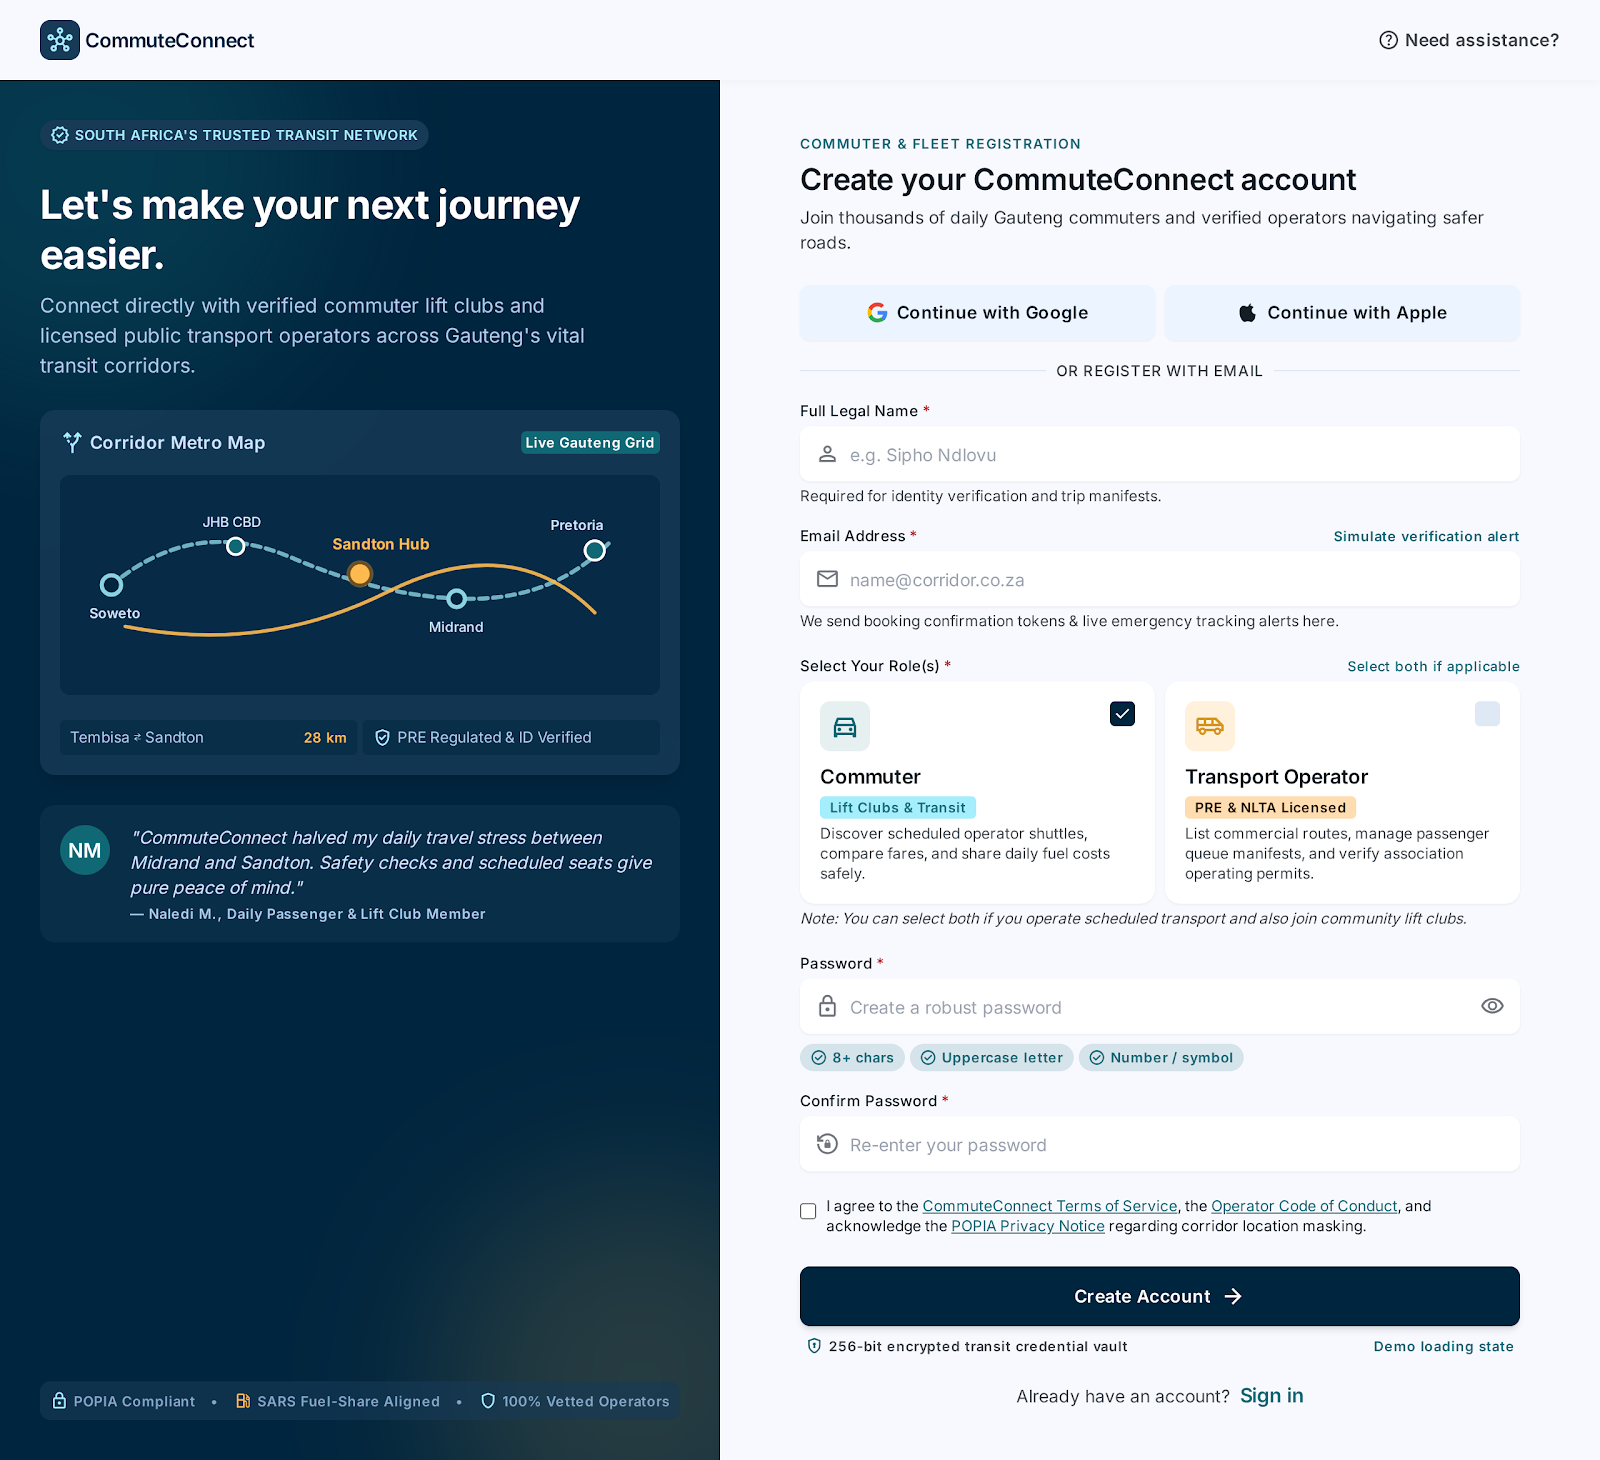 CommuteConnect
Need assistance?
SOUTH AFRICA'S TRUSTED TRANSIT NETWORK
Let's make your next journey
easier.
Connect directly with verified commuter lift clubs and
licensed public transport operators across Gauteng's vital
transit corridors.
Corridor Metro Map
Live Gauteng Grid
JHB CBD
Sandton Hub
Pretoria
Soweto
Midrand
Tembisa ⇌ Sandton
28 km
PRE Regulated & ID Verified
NM
"CommuteConnect halved my daily travel stress between
Midrand and Sandton. Safety checks and scheduled seats give
pure peace of mind."
— Naledi M., Daily Passenger & Lift Club Member
POPIA Compliant • SARS Fuel-Share Aligned • 100% Vetted Operators
COMMUTER & FLEET REGISTRATION
Create your CommuteConnect account
Join thousands of daily Gauteng commuters and verified operators navigating safer
roads.
Continue with Google
Continue with Apple
OR REGISTER WITH EMAIL
Full Legal Name *
e.g. Sipho Ndlovu
Required for identity verification and trip manifests.
Email Address *
Simulate verification alert
name@corridor.co.za
We send booking confirmation tokens & live emergency tracking alerts here.
Select Your Role(s) *
Select both if applicable
Commuter
Lift Clubs & Transit
Discover scheduled operator shuttles,
compare fares, and share daily fuel costs
safely.
Transport Operator
PRE & NLTA Licensed
List commercial routes, manage passenger
queue manifests, and verify association
operating permits.
Note: You can select both if you operate scheduled transport and also join community lift clubs.
Password *
Create a robust password
8+ chars
Uppercase letter
Number / symbol
Confirm Password *
Re-enter your password
I agree to the CommuteConnect Terms of Service, the Operator Code of Conduct, and
acknowledge the POPIA Privacy Notice regarding corridor location masking.
Create Account
256-bit encrypted transit credential vault
Demo loading state
Already have an account? Sign in